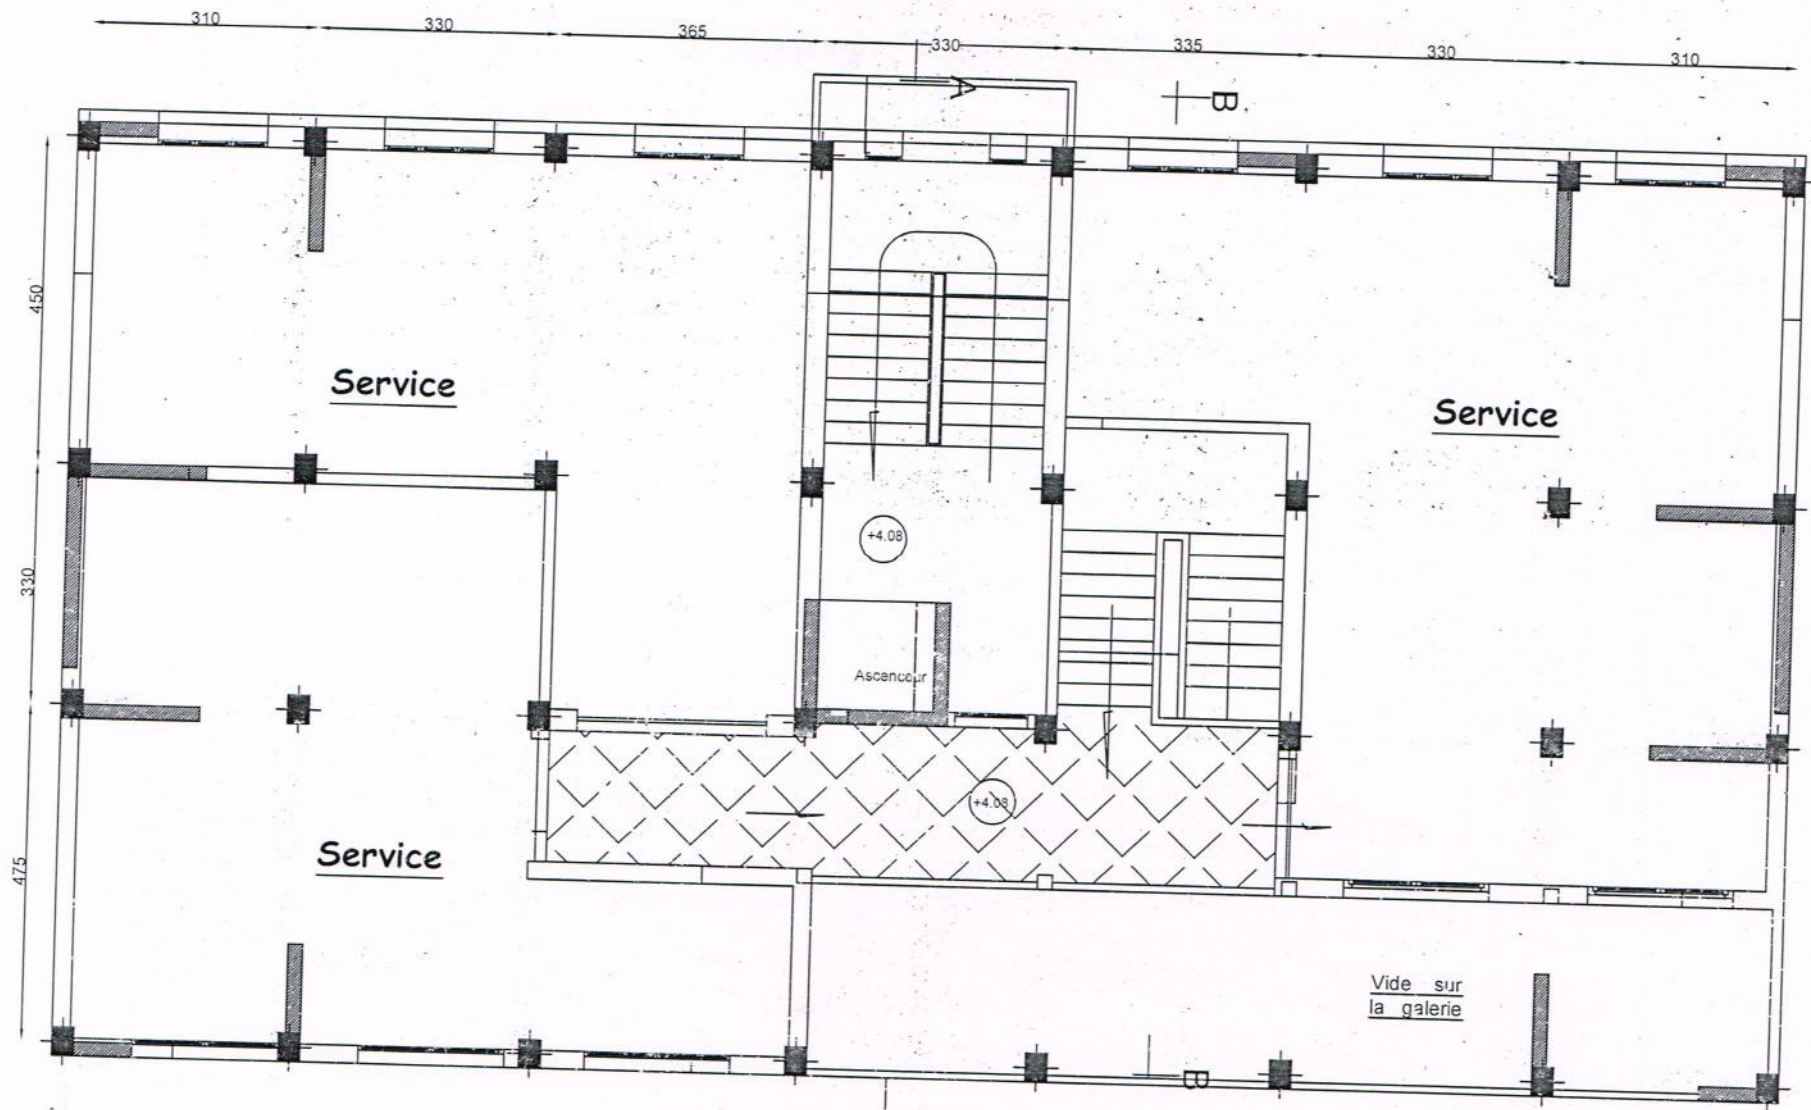 310
330
365
330
335
330
310
A
B
450
Service
Service
+4.08
330
Ascenceur
+4.08
475
Service
Vide sur
la galerie
B